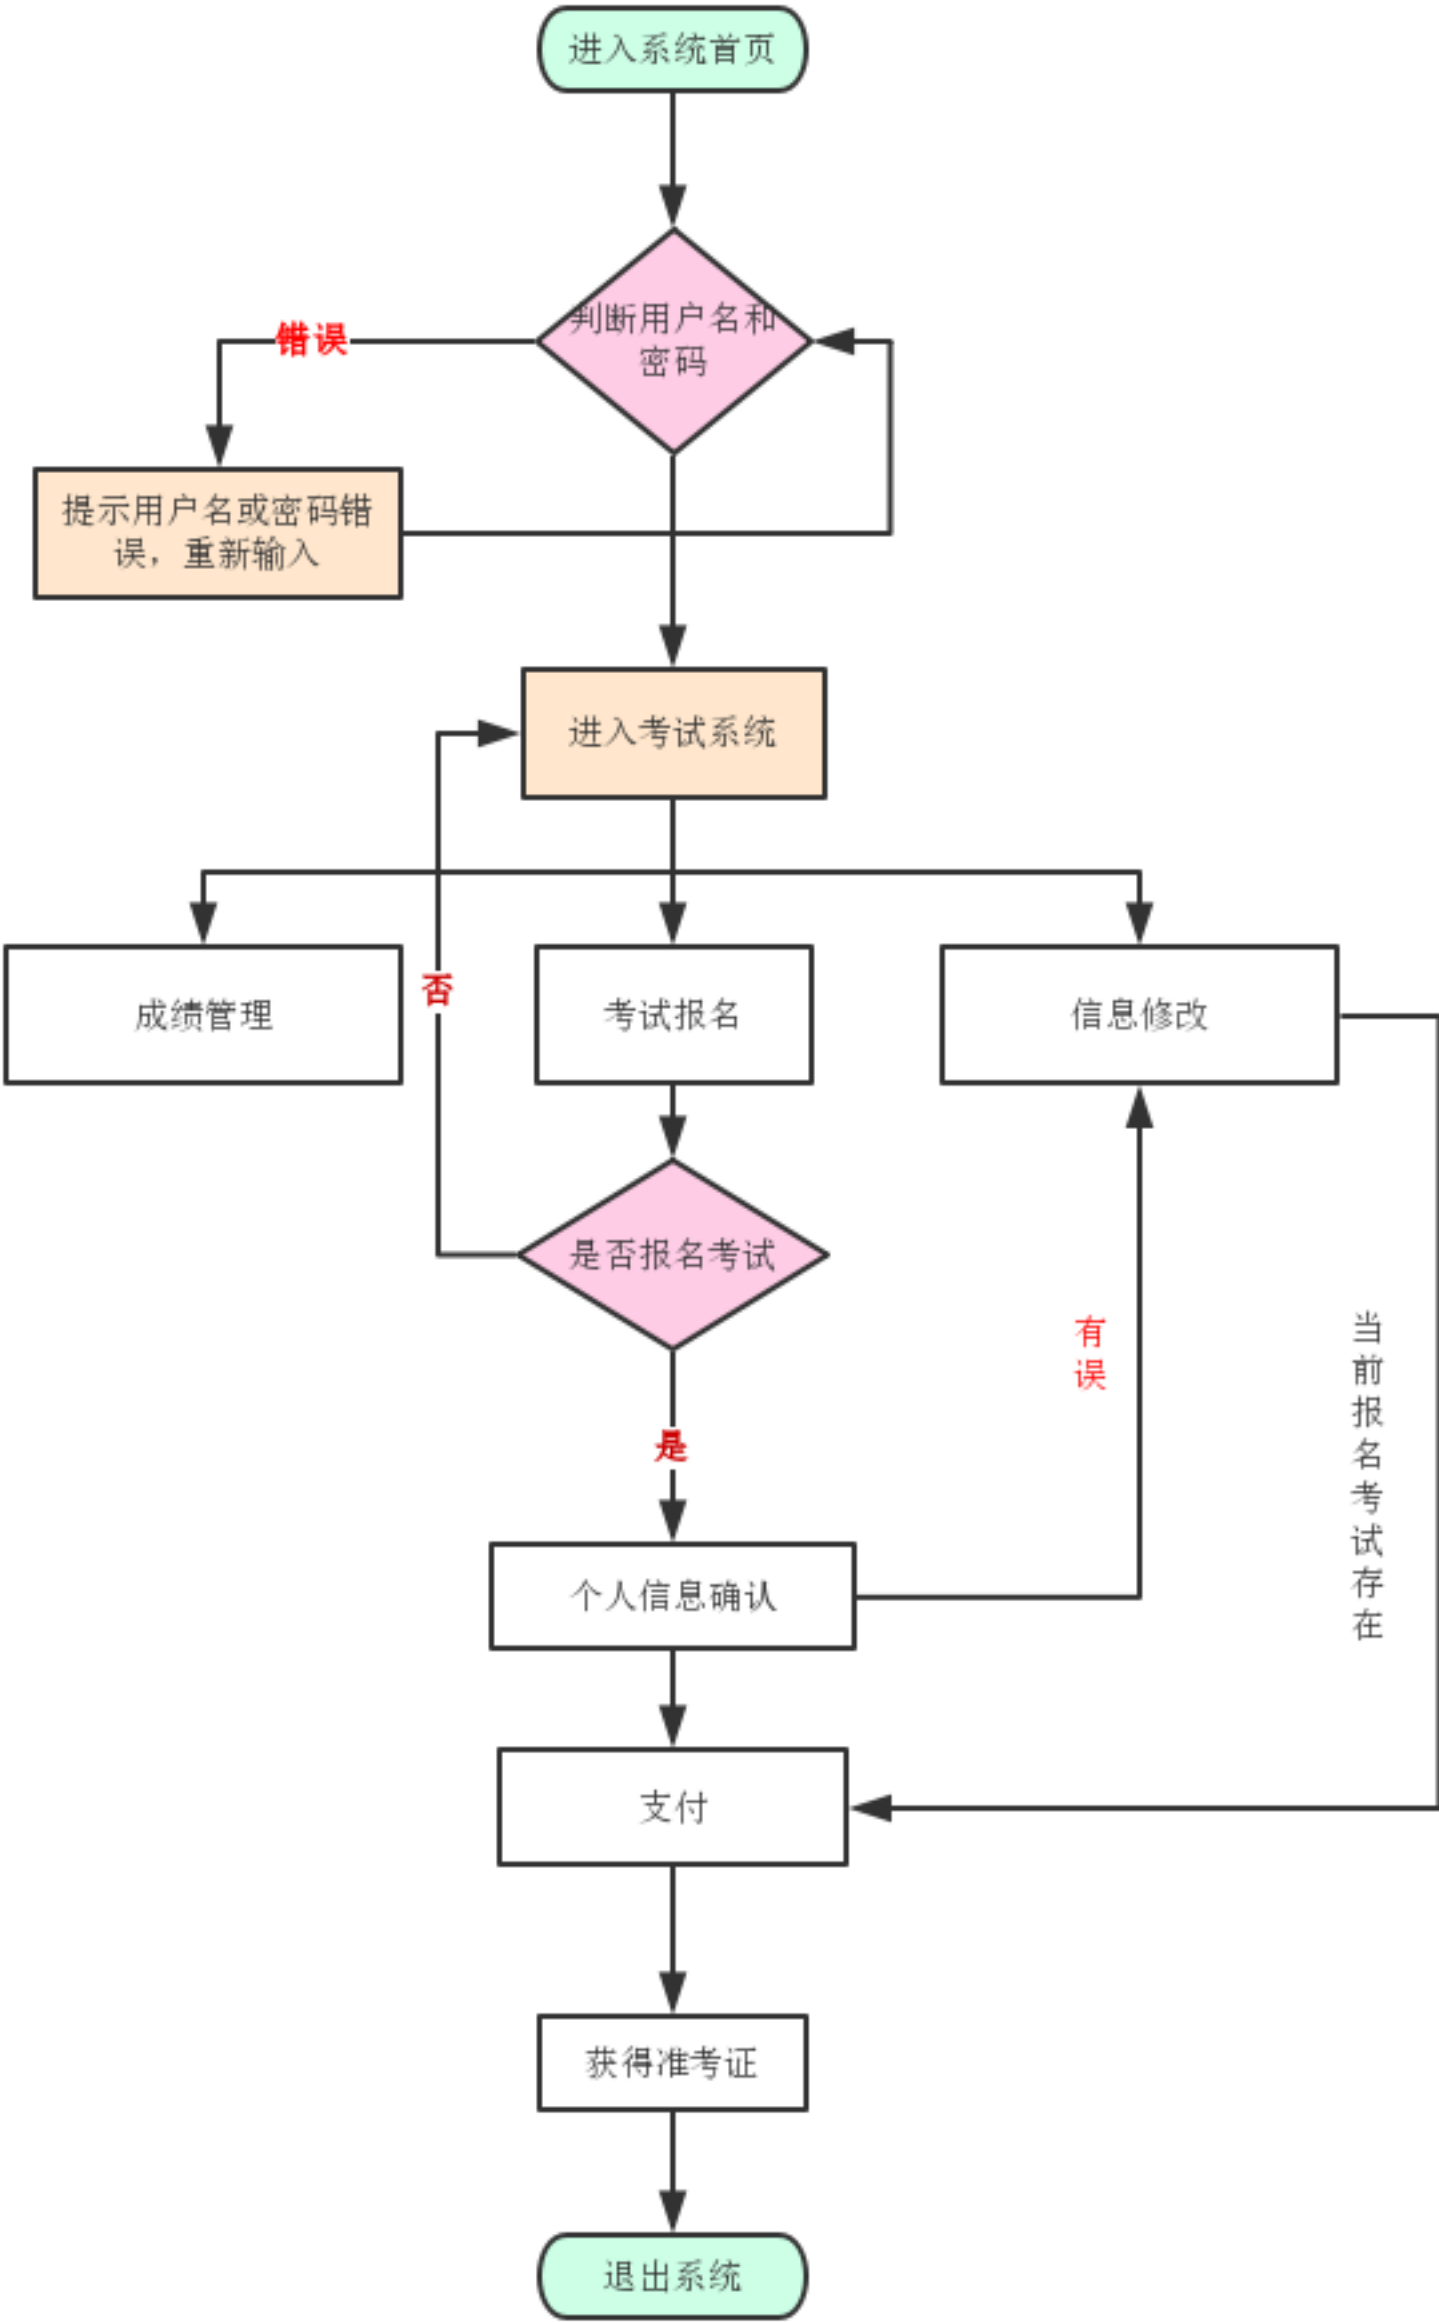 进入系统首页
判断用户名和
密码
错误
提示用户名或密码错
误，重新输入
进入考试系统
成绩管理
否
考试报名
信息修改
是否报名考试
有
误
当
前
报
名
考
试
存
在
是
个人信息确认
支付
获得准考证
退出系统